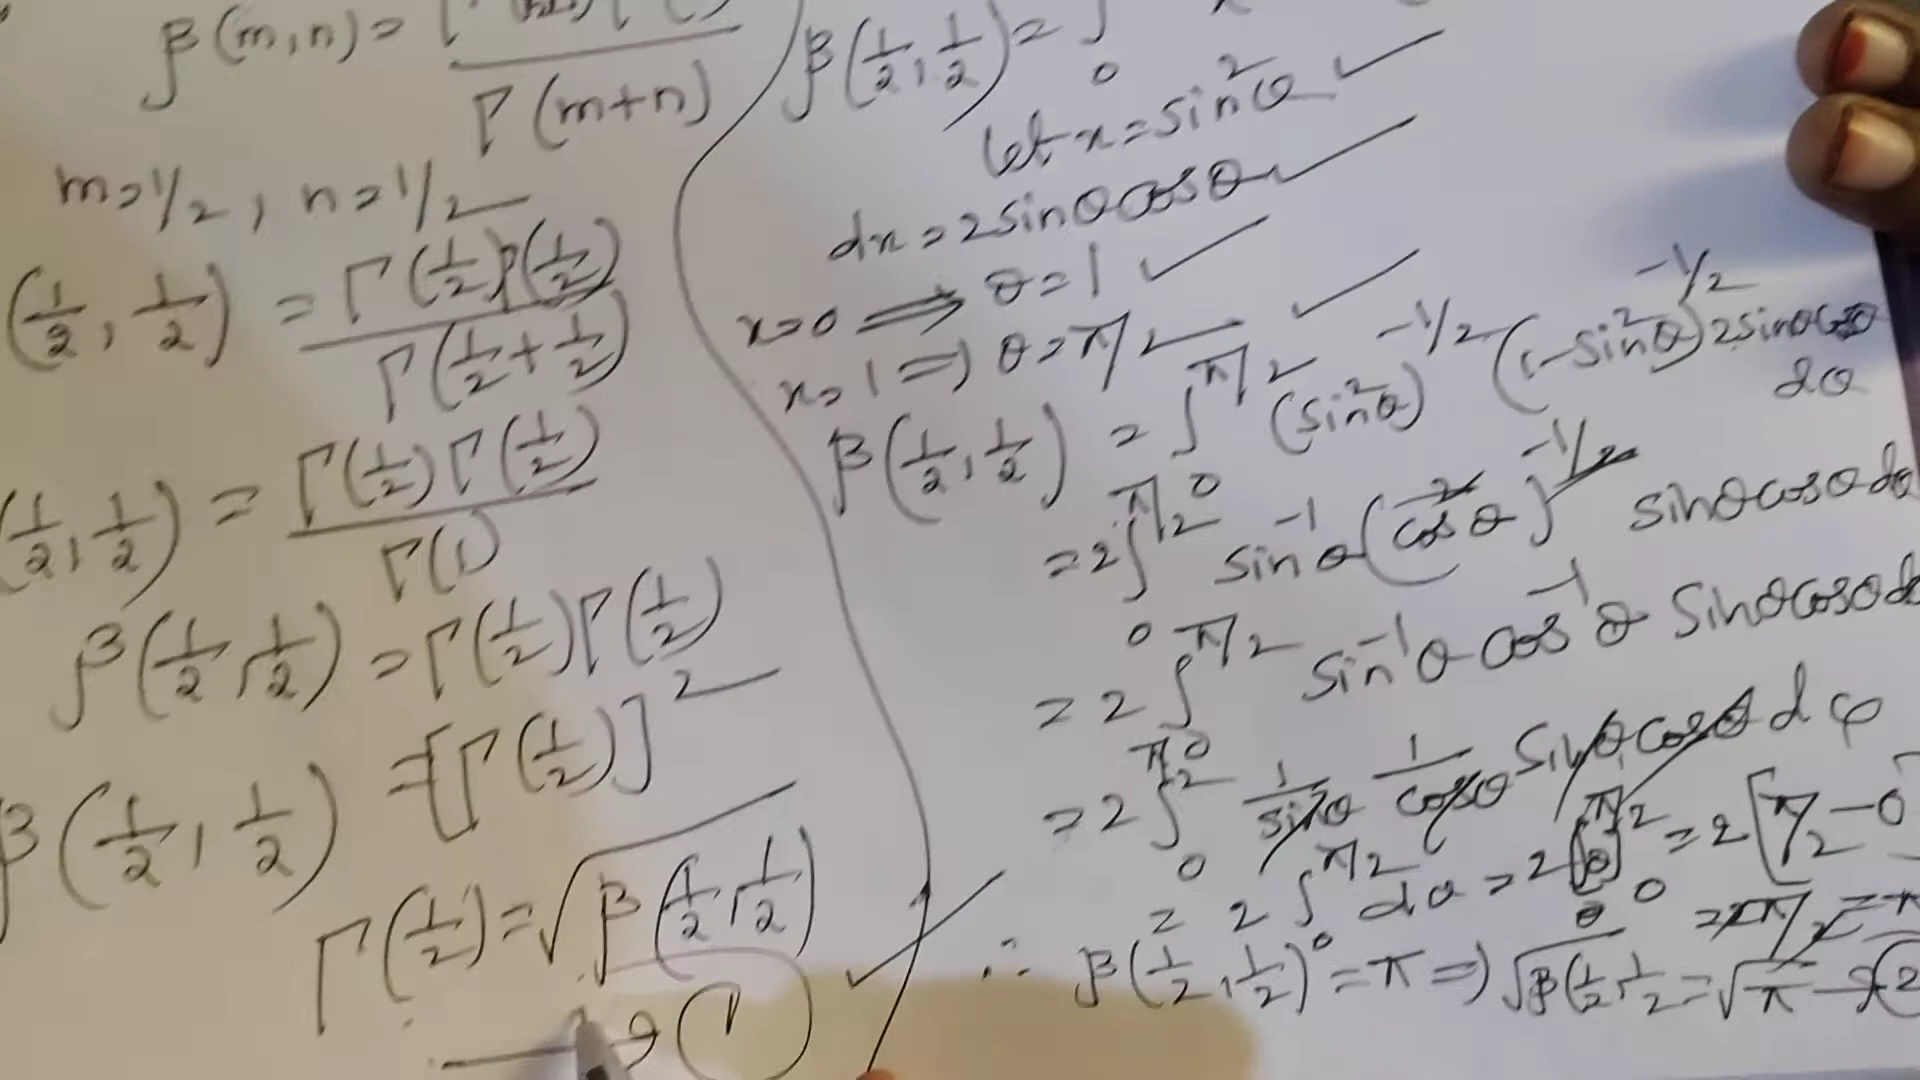 β(m,n) =
Γ(m+n)
m=1/2, n=1/2
(1/2, 1/2) = Γ(1/2)Γ(1/2)
Γ(1/2+1/2)
(1/2, 1/2) = Γ(1/2)Γ(1/2)
Γ(1)
β(1/2, 1/2) = Γ(1/2)Γ(1/2)
β(1/2, 1/2) = [Γ(1/2)]²
Γ(1/2) = √β(1/2, 1/2)
→ ①
β(1/2, 1/2) = ∫
0
let x = sin²θ ✓
dx = 2sinθcosθ ✓
x=0 ⇒ θ=1 ✓
x=1 ⇒ θ=π/2 ✓
β(1/2, 1/2) = ∫₀^π/2 (sin²θ)^-1/2 (1-sin²θ)^-1/2 2sinθcosθ
dθ
= 2∫₀^π/2 sin⁻¹θ (cos²θ)^-1/2 sinθcosθdθ
= 2∫₀^π/2 sin⁻¹θ cos⁻¹θ sinθcosθd
= 2∫₀^π/2 1/sinθ 1/cosθ sinθcosθ dφ
= 2∫₀^π/2 dθ = 2[θ]₀^π/2 = 2[π/2-0]
= 2π/2 = π
∴ β(1/2, 1/2) = π ⇒ √β(1/2, 1/2 = √π → ②